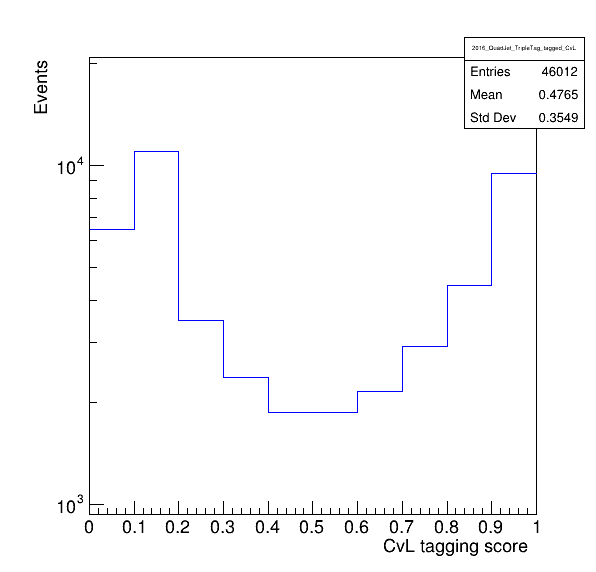 2016_QuadJet_TripleTag_tagged_CvL
Entries 46012
Mean 0.4765
Std Dev 0.3549
Events
10^4
10^3
0 0.1 0.2 0.3 0.4 0.5 0.6 0.7 0.8 0.9 1
CvL tagging score